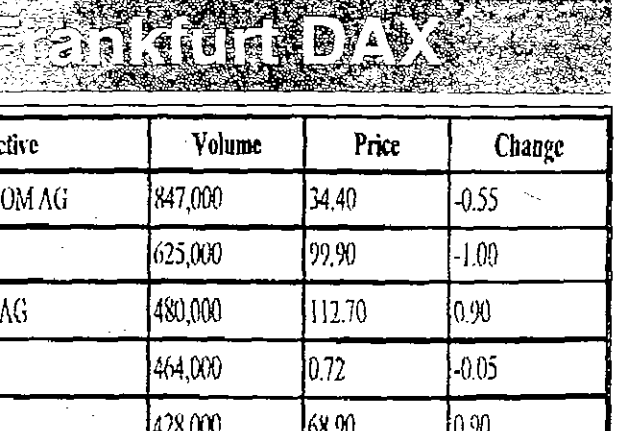 Frankfurt DAX
ctive Volume Price Change
OM AG 847,000 34.40 -0.55
625,000 99.90 -1.00
AG 480,000 112.70 0.90
464,000 0.72 -0.05
428,000 68.90 0.90